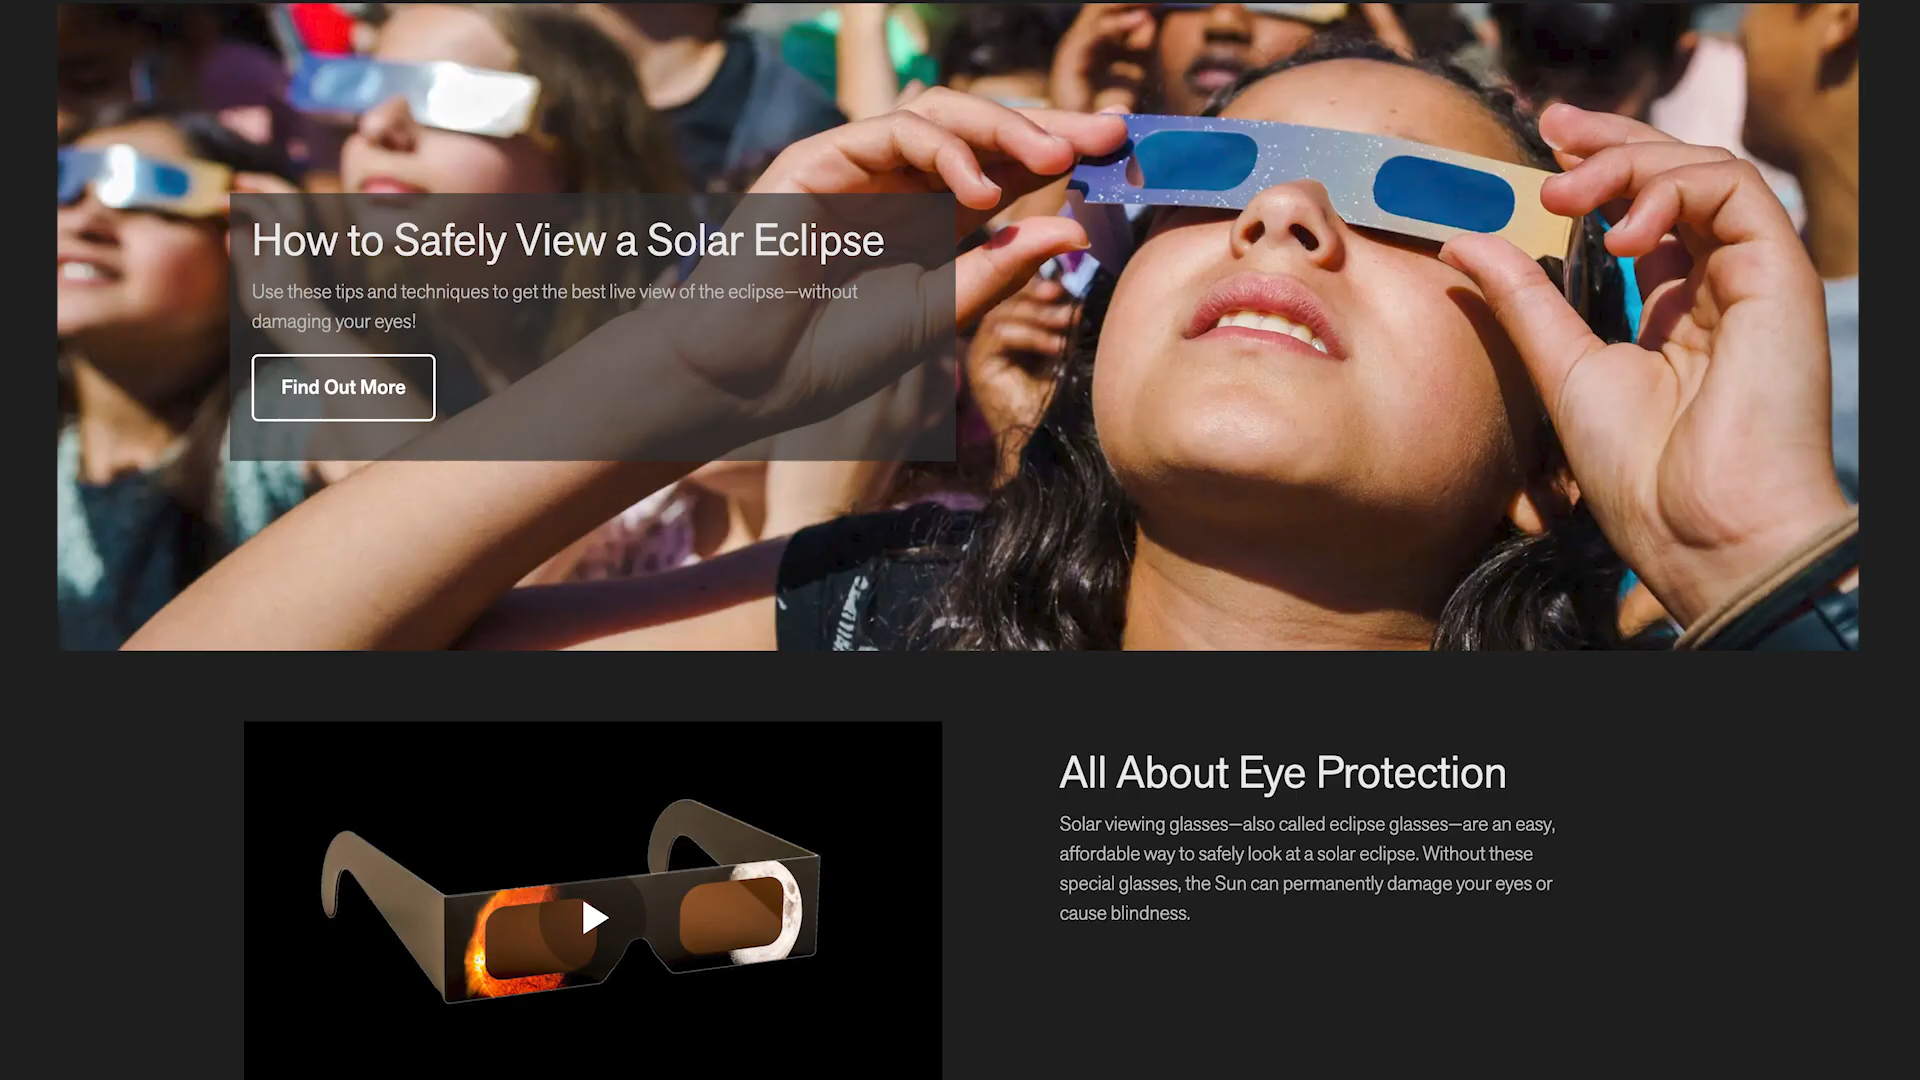 How to Safely View a Solar Eclipse
Use these tips and techniques to get the best live view of the eclipse—without
damaging your eyes!
Find Out More
All About Eye Protection
Solar viewing glasses—also called eclipse glasses—are an easy,
affordable way to safely look at a solar eclipse. Without these
special glasses, the Sun can permanently damage your eyes or
cause blindness.